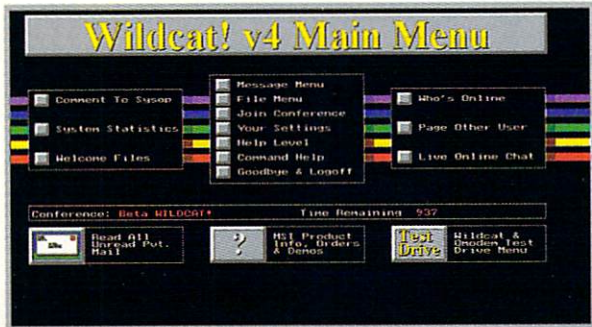 Wildcat! v4 Main Menu
Comment To Sysop
System Statistics
Welcome Files
Message Menu
File Menu
Join Conference
Your Settings
Help Level
Command Help
Goodbye & Logoff
Who's Online
Page Other User
Live Online Chat
Conference: Beta WILDCAT* Time Remaining 937
Read All
Unread Pvt.
Mail
?
MSI Product
Info, Orders
& Demos
Test
Drive
Wildcat &
Qmodem Test
Drive Menu